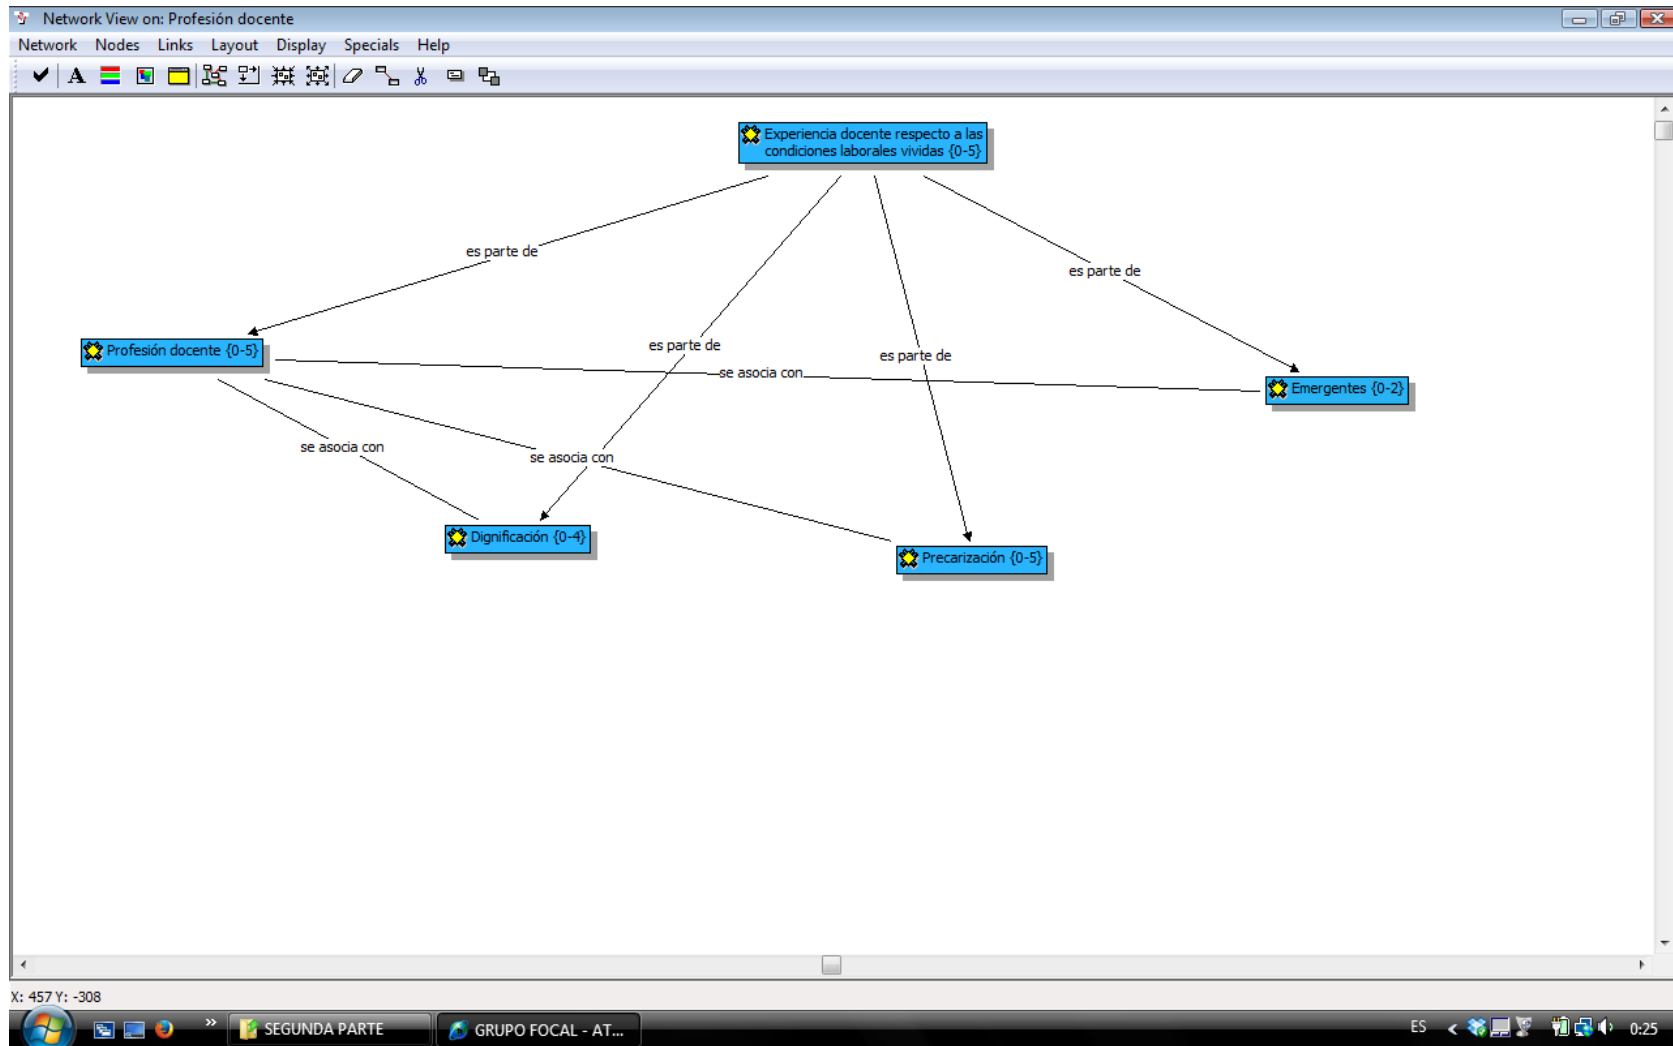 Network View on: Profesión docente
Network Nodes Links Layout Display Specials Help
A
Experiencia docente respecto a las
condiciones laborales vividas {0-5}
es parte de
es parte de
Profesión docente {0-5}
es parte de
es parte de
se asocia con
Emergentes {0-2}
se asocia con
se asocia con
Dignificación {0-4}
Precarización {0-5}
X: 457 Y: -308
» SEGUNDA PARTE GRUPO FOCAL - AT... ES < 0:25